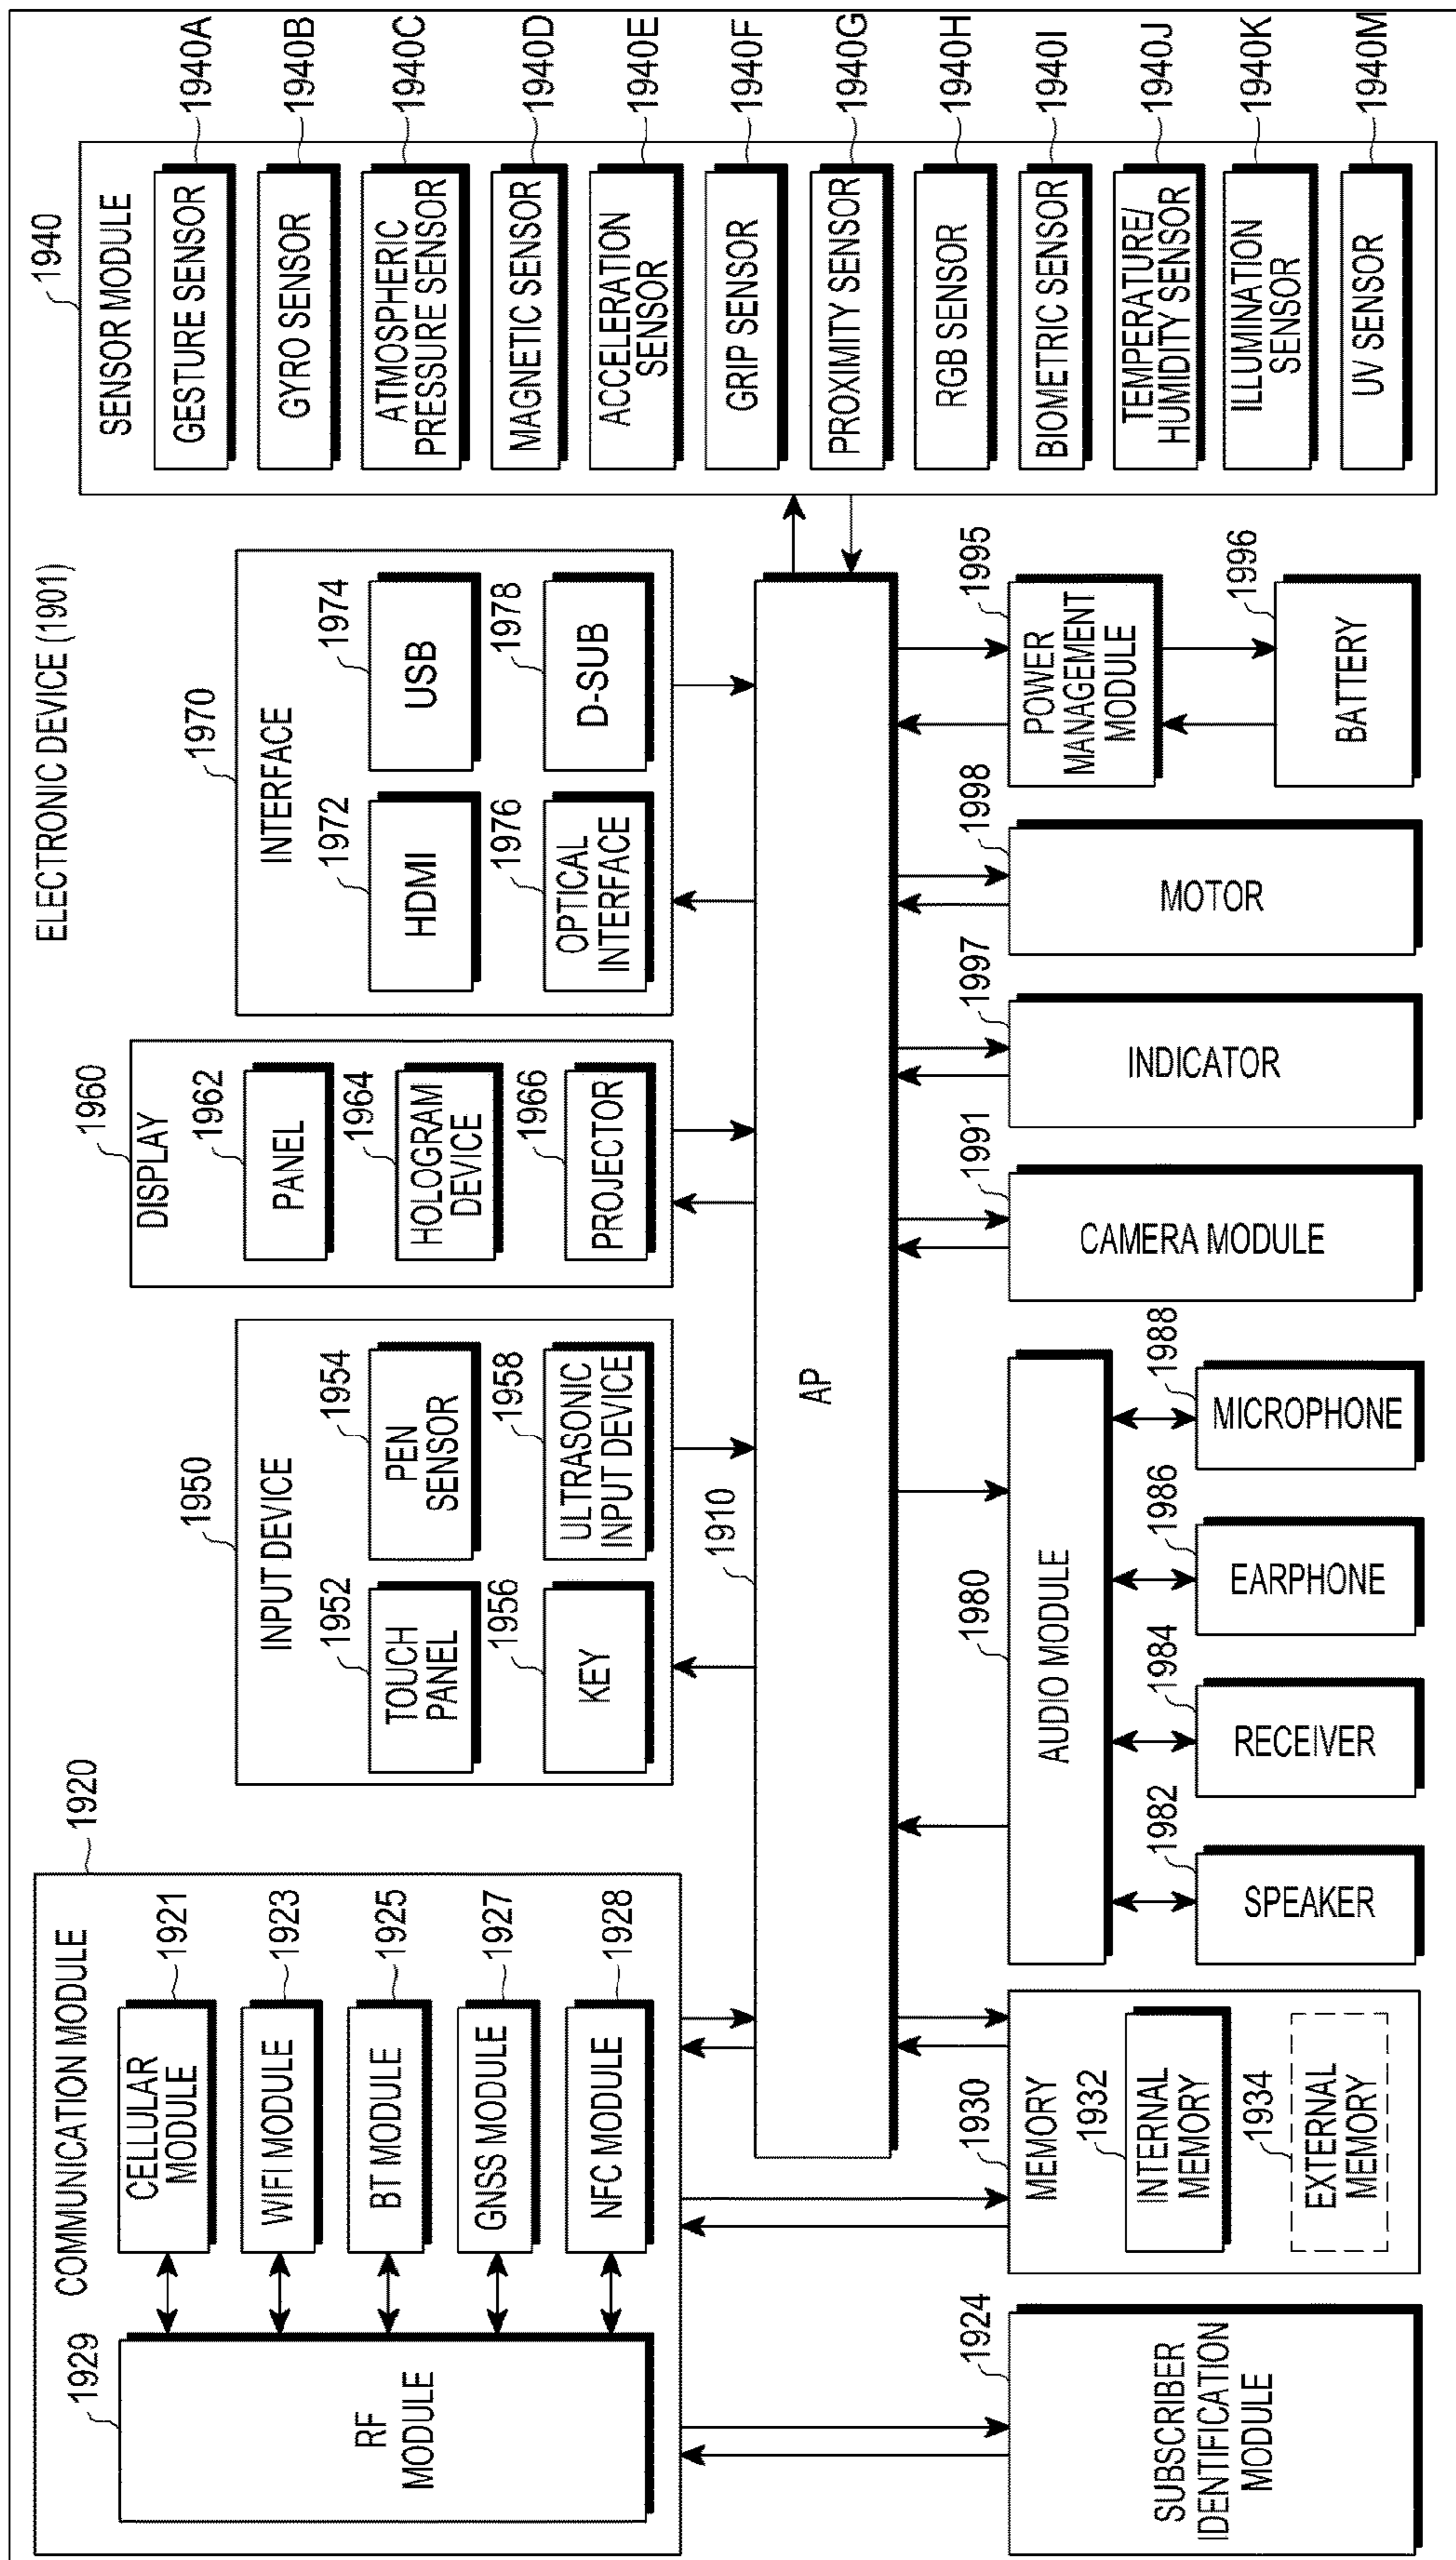 ELECTRONIC DEVICE (1901)
1920
COMMUNICATION MODULE
1929
RF
MODULE
CELLULAR
MODULE
1921
WIFI MODULE
1923
BT MODULE
1925
GNSS MODULE
1927
NFC MODULE
1928
1950
INPUT DEVICE
1952
TOUCH
PANEL
1954
PEN
SENSOR
1956
KEY
1958
ULTRASONIC
INPUT DEVICE
1960
DISPLAY
1962
PANEL
1964
HOLOGRAM
DEVICE
1966
PROJECTOR
1970
INTERFACE
1972
HDMI
1974
USB
1976
OPTICAL
INTERFACE
1978
D-SUB
1940
SENSOR MODULE
GESTURE SENSOR
1940A
GYRO SENSOR
1940B
ATMOSPHERIC
PRESSURE SENSOR
1940C
MAGNETIC SENSOR
1940D
ACCELERATION
SENSOR
1940E
GRIP SENSOR
1940F
PROXIMITY SENSOR
1940G
RGB SENSOR
1940H
BIOMETRIC SENSOR
1940I
TEMPERATURE/
HUMIDITY SENSOR
1940J
ILLUMINATION
SENSOR
1940K
UV SENSOR
1940M
1910
AP
1924
SUBSCRIBER
IDENTIFICATION
MODULE
1930
MEMORY
1932
INTERNAL
MEMORY
1934
EXTERNAL
MEMORY
1980
AUDIO MODULE
1982
SPEAKER
1984
RECEIVER
1986
EARPHONE
1988
MICROPHONE
1991
CAMERA MODULE
1997
INDICATOR
1998
MOTOR
1995
POWER
MANAGEMENT
MODULE
1996
BATTERY